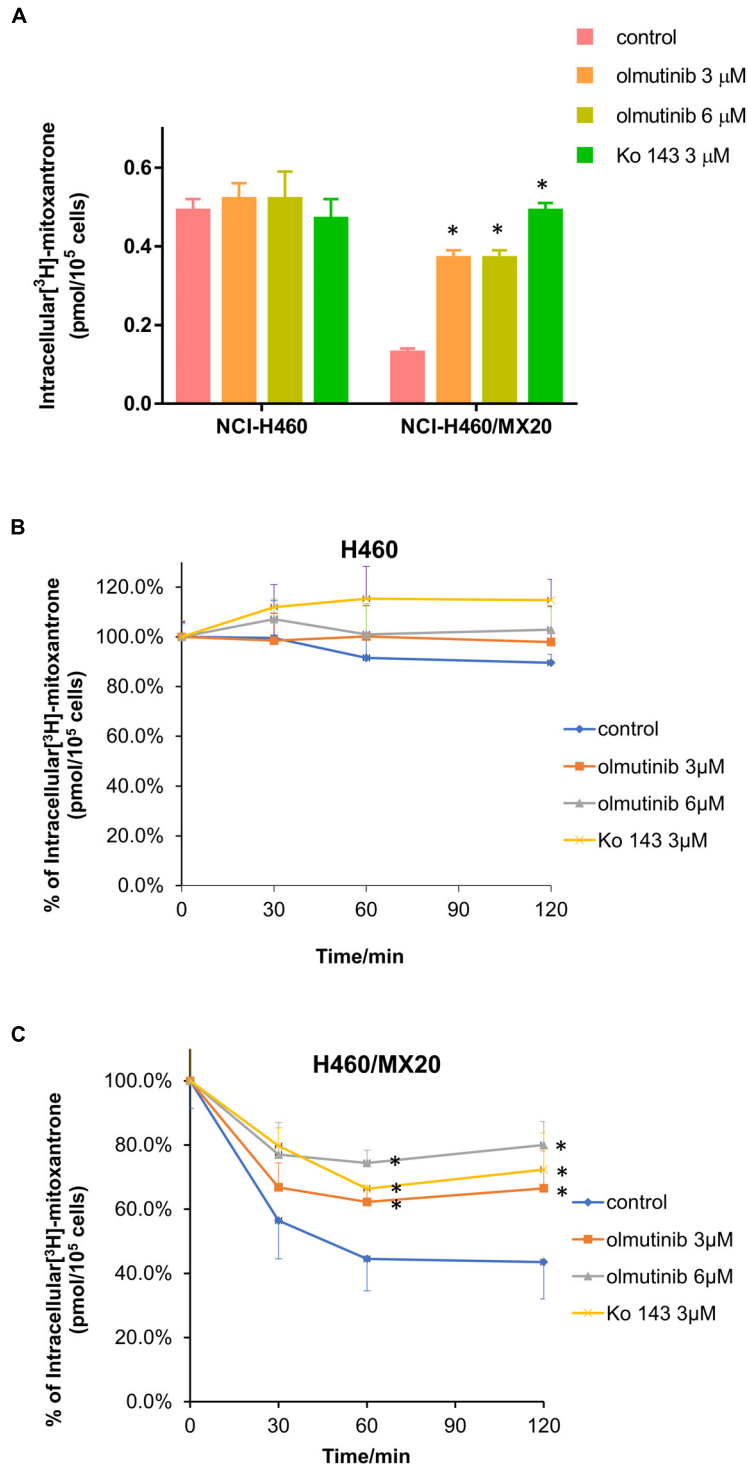 A
control
olmutinib 3 μM
olmutinib 6 μM
Ko 143 3 μM
Intracellular[³H]-mitoxantrone
(pmol/10⁵ cells)
0.6
0.4
0.2
0.0
*
*
*
NCI-H460
NCI-H460/MX20
B
H460
% of Intracellular[³H]-mitoxantrone
(pmol/10⁵ cells)
120.0%
100.0%
80.0%
60.0%
40.0%
20.0%
0.0%
0 30 60 90 120
Time/min
control
olmutinib 3μM
olmutinib 6μM
Ko 143 3μM
C
H460/MX20
% of Intracellular[³H]-mitoxantrone
(pmol/10⁵ cells)
100.0%
80.0%
60.0%
40.0%
20.0%
0.0%
*
*
*
*
*
*
0 30 60 90 120
Time/min
control
olmutinib 3μM
olmutinib 6μM
Ko 143 3μM